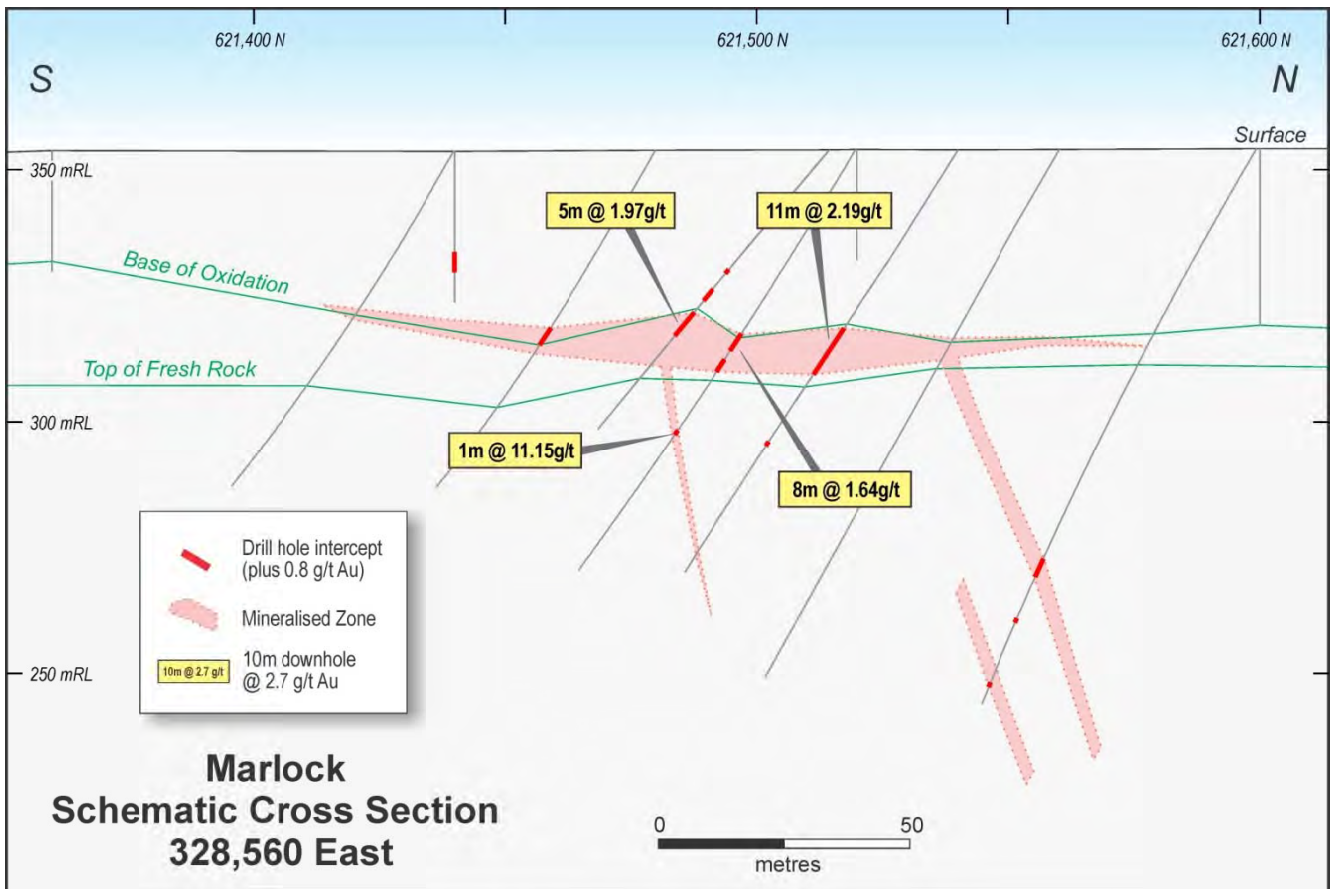 621,400 N
621,500 N
621,600 N
S
N
Surface
350 mRL
5m @ 1.97g/t
11m @ 2.19g/t
Base of Oxidation
Top of Fresh Rock
300 mRL
1m @ 11.15g/t
8m @ 1.64g/t
Drill hole intercept
(plus 0.8 g/t Au)
Mineralised Zone
10m @ 2.7 g/t
10m downhole
@ 2.7 g/t Au
250 mRL
Marlock
Schematic Cross Section
328,560 East
0
50
metres